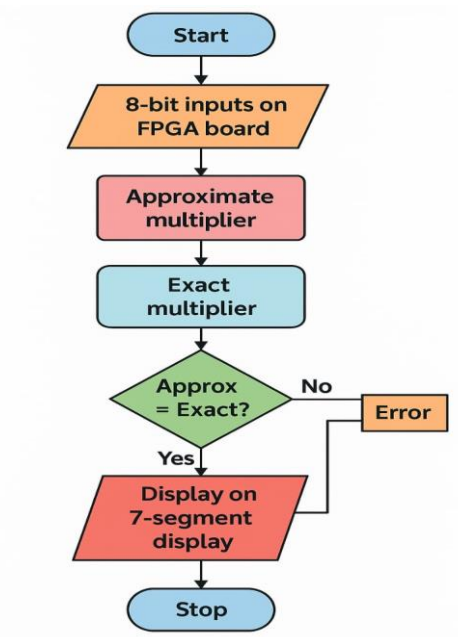 Start
8-bit inputs on
FPGA board
Approximate
multiplier
Exact
multiplier
Approx
= Exact?
No
Error
Yes
Display on
7-segment
display
Stop